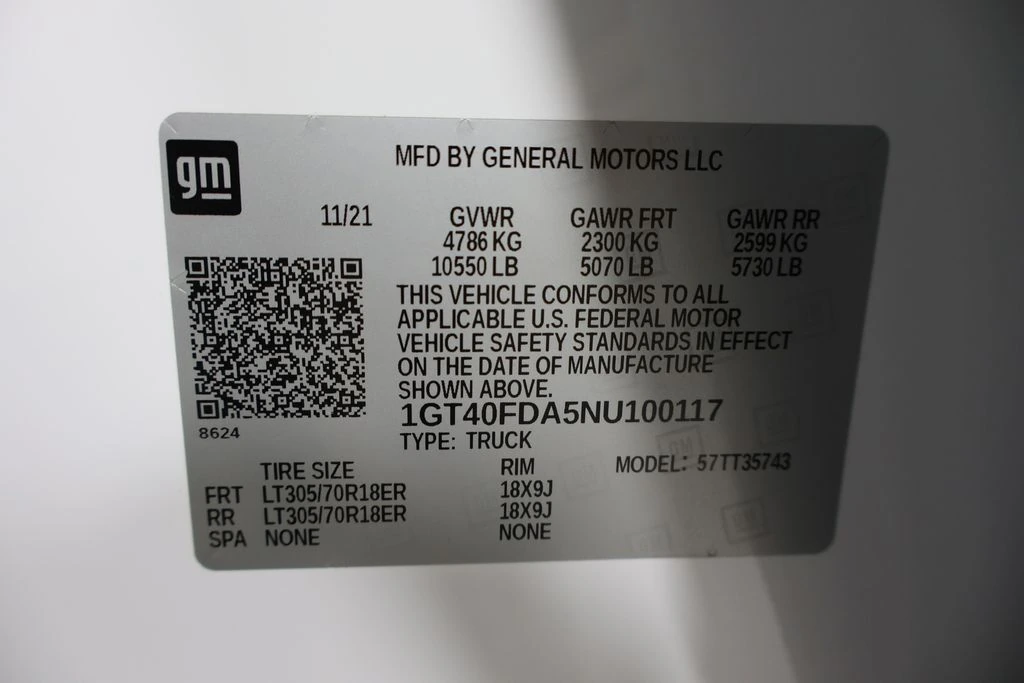 gm
MFD BY GENERAL MOTORS LLC
11/21 GVWR GAWR FRT GAWR RR
4786 KG 2300 KG 2599 KG
10550 LB 5070 LB 5730 LB
THIS VEHICLE CONFORMS TO ALL
APPLICABLE U.S. FEDERAL MOTOR
VEHICLE SAFETY STANDARDS IN EFFECT
ON THE DATE OF MANUFACTURE
SHOWN ABOVE.
1GT40FDA5NU100117
8624
TYPE: TRUCK
TIRE SIZE RIM MODEL: 57TT35743
FRT LT305/70R18ER 18X9J
RR LT305/70R18ER 18X9J
SPA NONE NONE